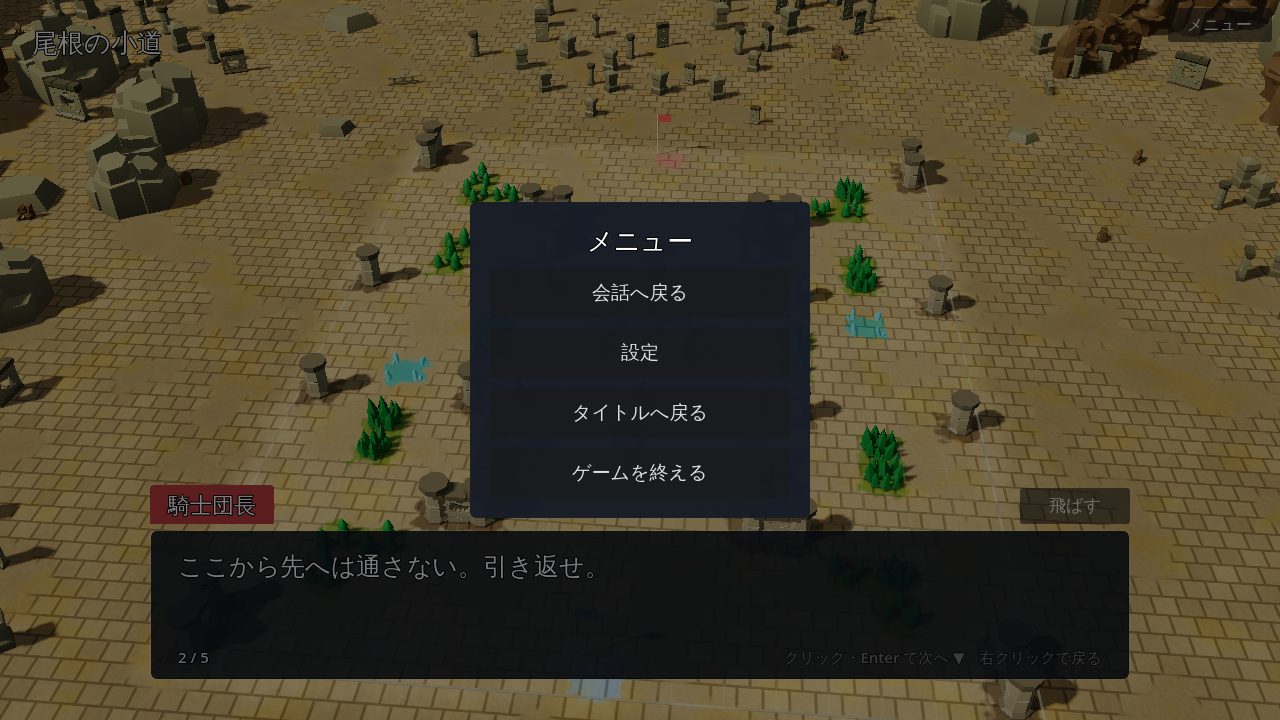 尾根の小道
メニュー
メニュー
会話へ戻る
設定
タイトルへ戻る
ゲームを終える
騎士団長
飛ばす
ここから先へは通さない。引き返せ。
2 / 5
クリック・Enter で次へ ▼ 右クリックで戻る